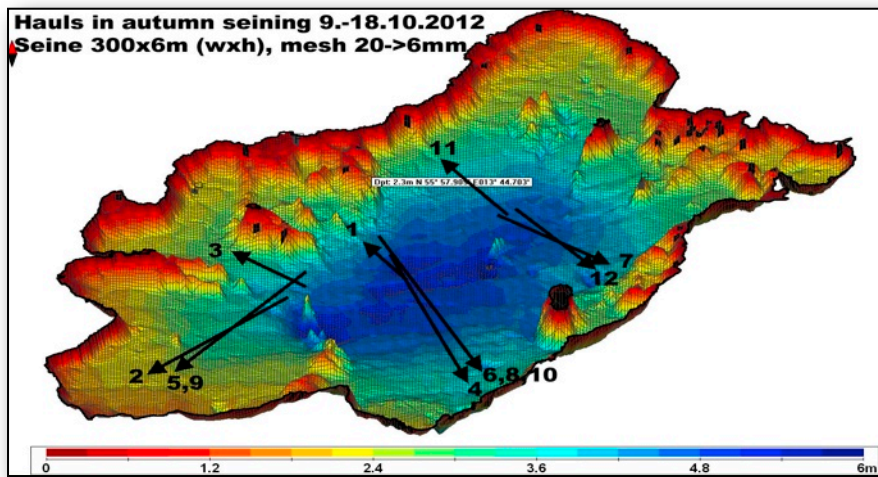 Hauls in autumn seining 9.-18.10.2012
Seine 300x6m (wxh), mesh 20->6mm
11
Dpt: 2.3m N 55° 57.909' E013° 44.703'
1
3
7
12
2
5,9
6,8,10
4
0 1.2 2.4 3.6 4.8 6m